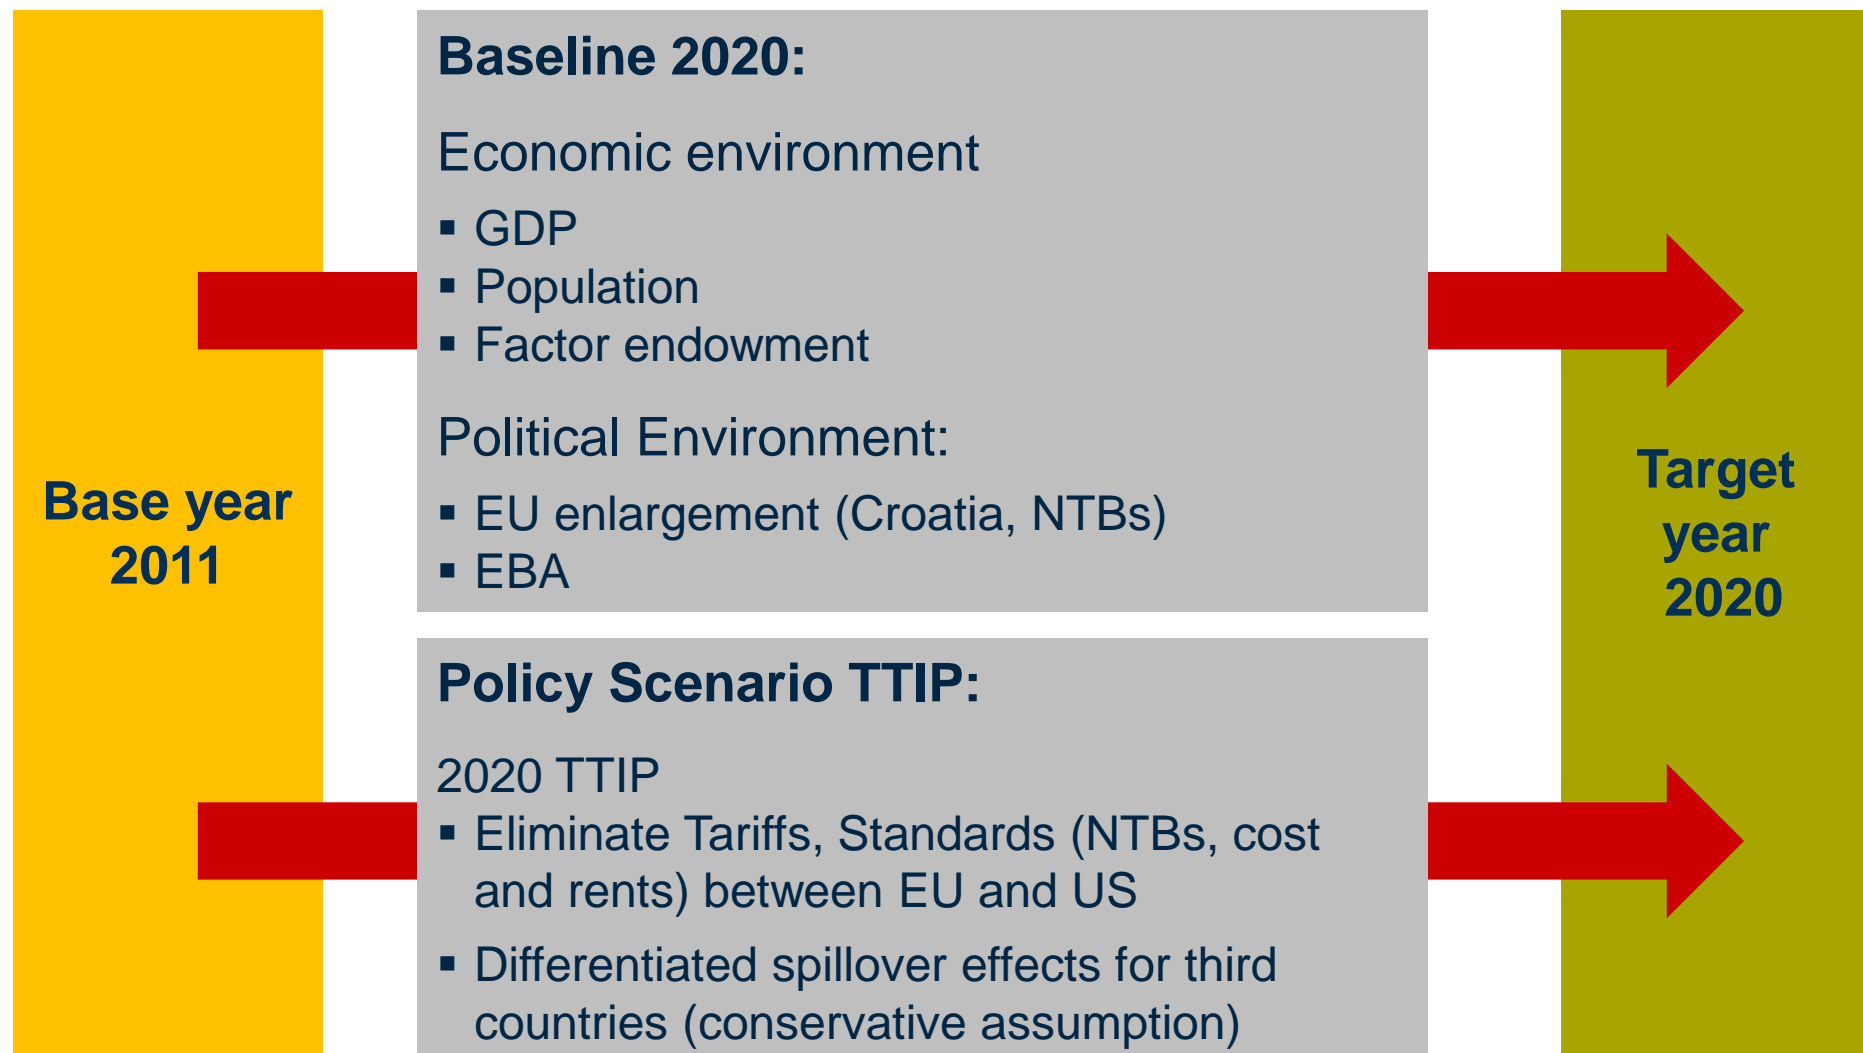 Base year
2011
Baseline 2020:
Economic environment
▪ GDP
▪ Population
▪ Factor endowment
Political Environment:
▪ EU enlargement (Croatia, NTBs)
▪ EBA
Policy Scenario TTIP:
2020 TTIP
▪ Eliminate Tariffs, Standards (NTBs, cost
and rents) between EU and US
▪ Differentiated spillover effects for third
countries (conservative assumption)
Target
year
2020